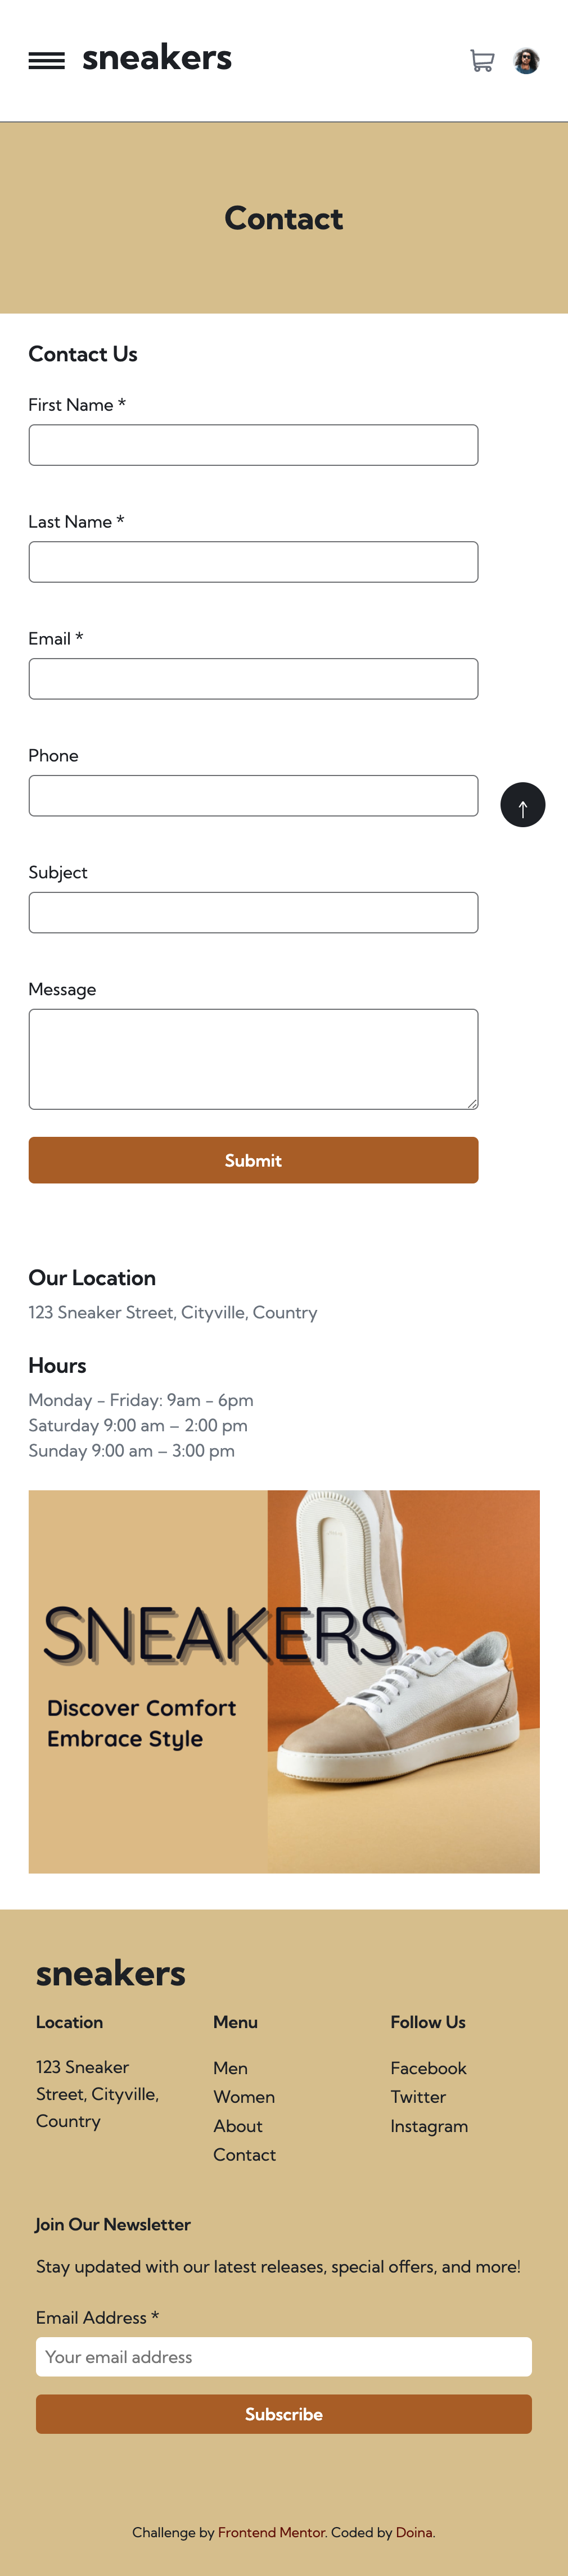 sneakers
Contact
Contact Us
First Name *
Last Name *
Email *
Phone
Subject
Message
Submit
Our Location
123 Sneaker Street, Cityville, Country
Hours
Monday - Friday: 9am - 6pm
Saturday 9:00 am – 2:00 pm
Sunday 9:00 am – 3:00 pm
SNEAKERS
Discover Comfort
Embrace Style
sneakers
Location
123 Sneaker
Street, Cityville,
Country
Menu
Men
Women
About
Contact
Follow Us
Facebook
Twitter
Instagram
Join Our Newsletter
Stay updated with our latest releases, special offers, and more!
Email Address *
Your email address
Subscribe
Challenge by Frontend Mentor. Coded by Doina.